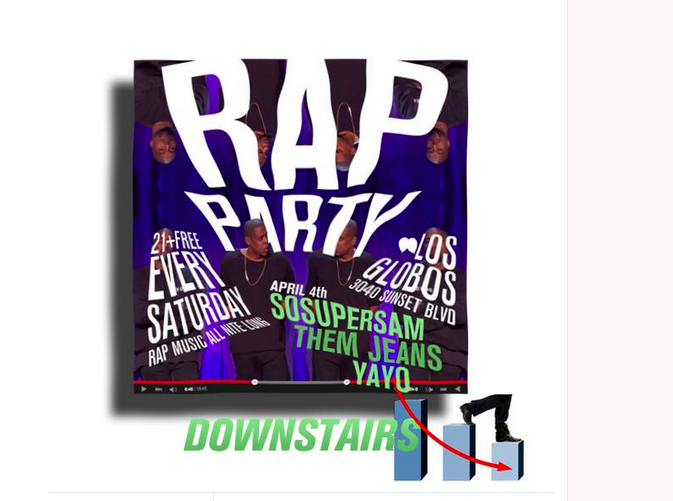 RAP
PARTY
21+FREE
EVERY
SATURDAY
RAP MUSIC ALL NITE LONG
LOS
GLOBOS
3040 SUNSET BLVD
APRIL 4th
SOSUPERSAM
THEM JEANS
YAYO
DOWNSTAIRS